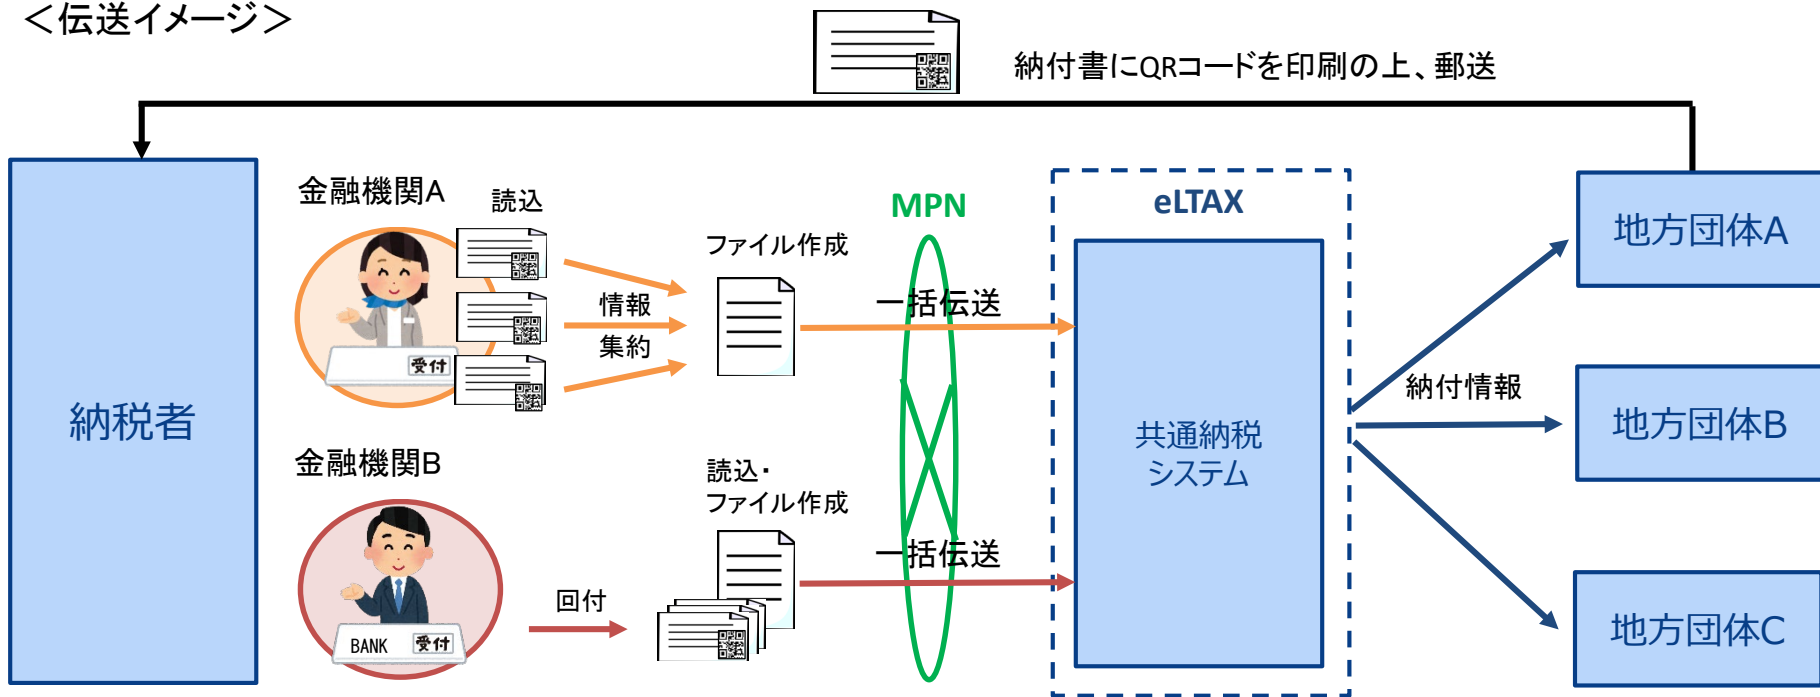 ＜伝送イメージ＞
納付書にQRコードを印刷の上、郵送
納税者
金融機関A
読込
受付
情報
集約
ファイル作成
MPN
一括伝送
eLTAX
共通納税
システム
納付情報
地方団体A
地方団体B
地方団体C
金融機関B
BANK 受付
回付
読込・
ファイル作成
一括伝送